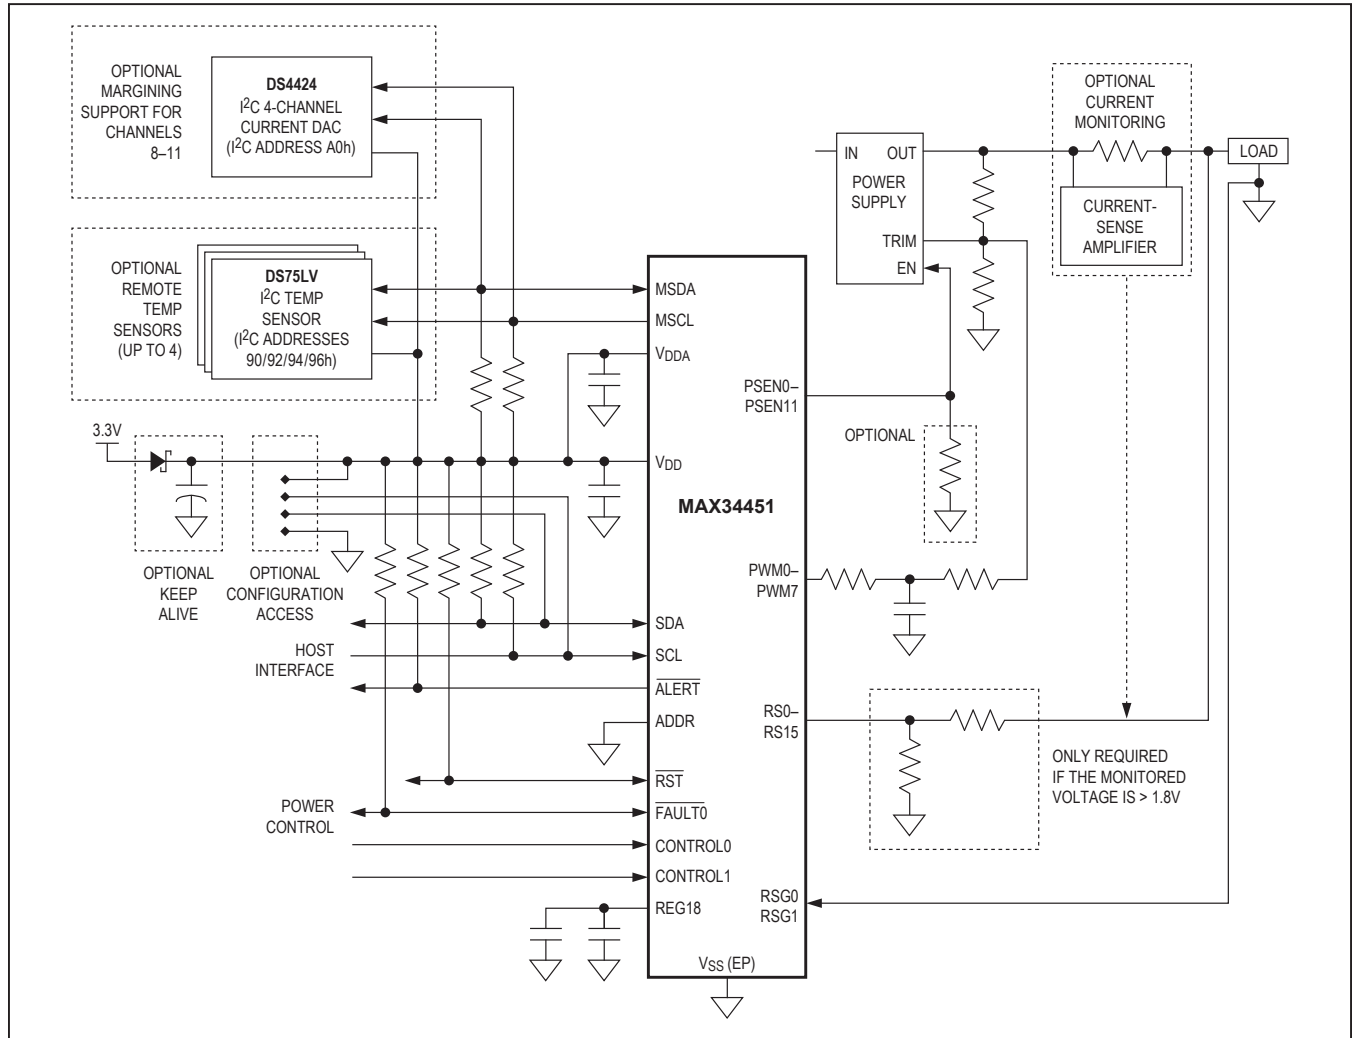 OPTIONAL
MARGINING
SUPPORT FOR
CHANNELS
8–11
DS4424
I2C 4-CHANNEL
CURRENT DAC
(I2C ADDRESS A0h)
OPTIONAL
REMOTE
TEMP
SENSORS
(UP TO 4)
DS75LV
I2C TEMP
SENSOR
(I2C ADDRESSES
90/92/94/96h)
3.3V
OPTIONAL
KEEP
ALIVE
OPTIONAL
CONFIGURATION
ACCESS
HOST
INTERFACE
POWER
CONTROL
MSDA
MSCL
VDDA
VDD
SDA
SCL
ALERT
ADDR
RST
FAULT0
CONTROL0
CONTROL1
REG18
MAX34451
VSS (EP)
PSEN0–
PSEN11
PWM0–
PWM7
RS0–
RS15
RSG0
RSG1
IN OUT
POWER
SUPPLY
TRIM
EN
OPTIONAL
OPTIONAL
CURRENT
MONITORING
CURRENT-
SENSE
AMPLIFIER
LOAD
ONLY REQUIRED
IF THE MONITORED
VOLTAGE IS > 1.8V